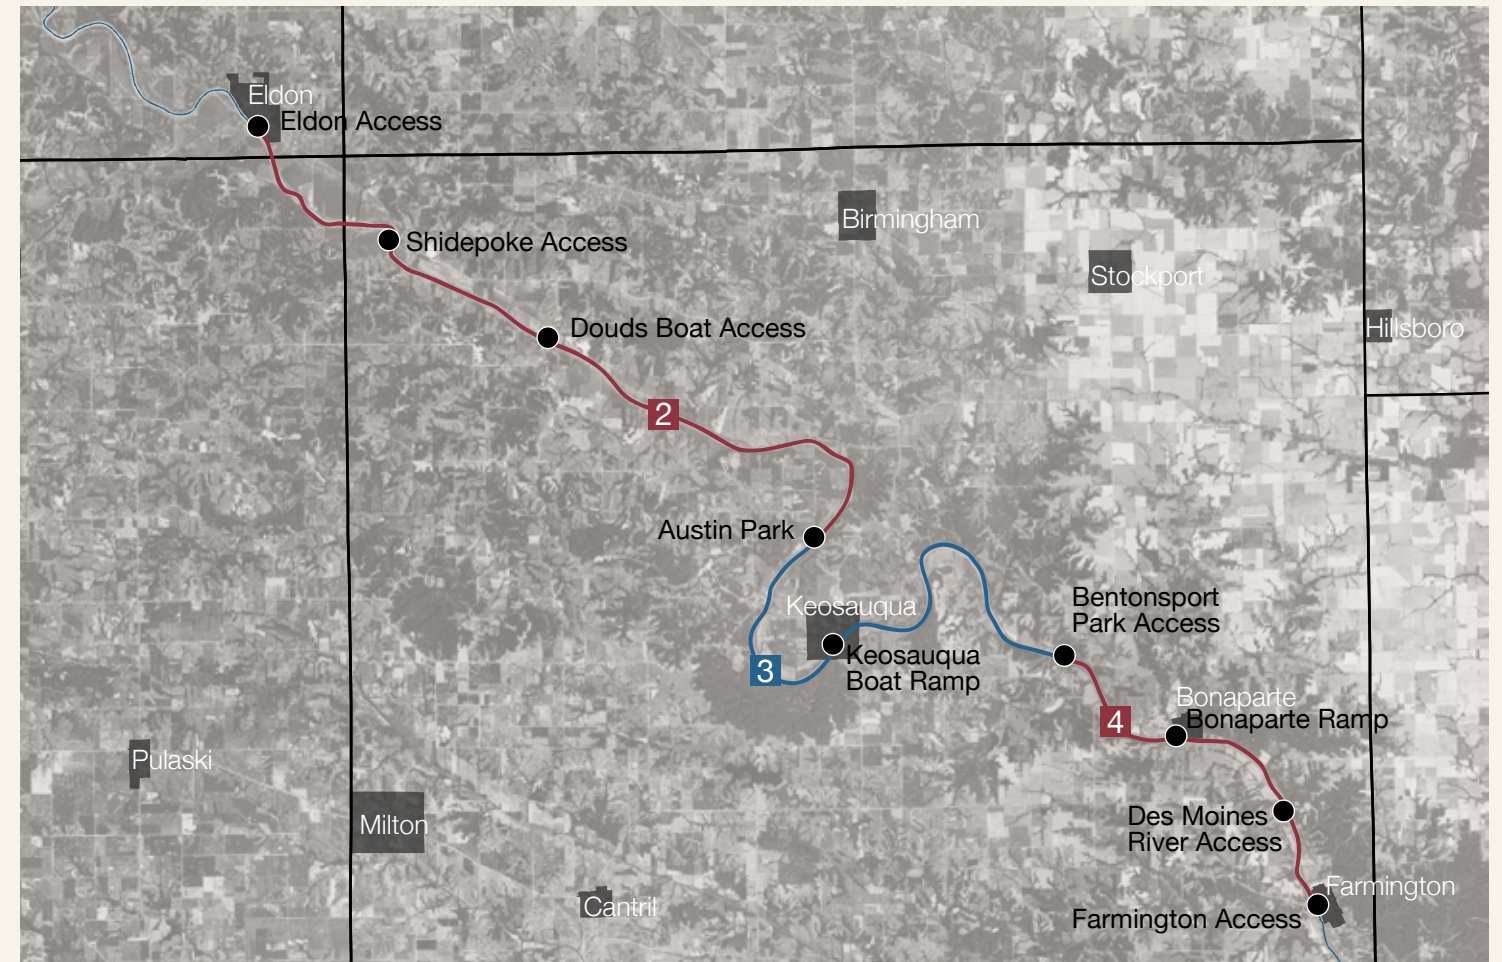 Eldon
Eldon Access
Birmingham
Shidepoke Access
Stockport
Douds Boat Access
Hillsboro
2
Austin Park
Keosauqua
Bentonsport
Park Access
Keosauqua
Boat Ramp
3
Bonaparte
Bonaparte Ramp
4
Pulaski
Milton
Des Moines
River Access
Farmington
Cantril
Farmington Access